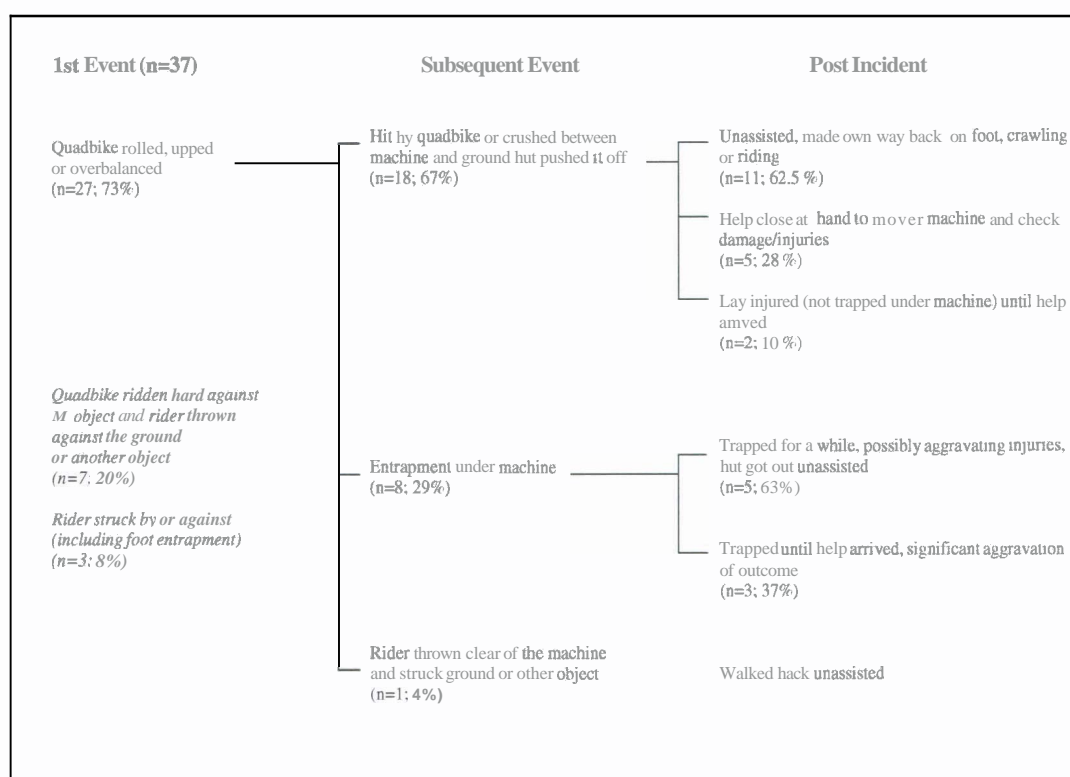 1st Event (n=37)
Subsequent Event
Post Incident
Quadbike rolled, upped
or overbalanced
(n=27; 73%)
Hit hy quadbike or crushed between
machine and ground hut pushed it off
(n=18; 67%)
Unassisted, made own way back on foot, crawling
or riding
(n=11; 62.5 %)
Help close at hand to mover machine and check
damage/injuries
(n=5; 28 %)
Lay injured (not trapped under machine) until help
amved
(n=2; 10 %)
Quadbike ridden hard against
M object and rider thrown
against the ground
or another object
(n=7; 20%)
Rider struck by or against
(including foot entrapment)
(n=3; 8%)
Entrapment under machine
(n=8; 29%)
Trapped for a while, possibly aggravating injuries,
hut got out unassisted
(n=5; 63%)
Trapped until help arrived, significant aggravation
of outcome
(n=3; 37%)
Rider thrown clear of the machine
and struck ground or other object
(n=1; 4%)
Walked hack unassisted